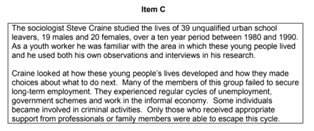 Item C
The sociologist Steve Craine studied the lives of 39 unqualified urban school
leavers, 19 males and 20 females, over a ten year period between 1980 and 1990.
As a youth worker he was familiar with the area in which these young people lived
and he used both his own observations and interviews in his research.
Craine looked at how these young people's lives developed and how they made
choices about what to do next. Many of the members of this group failed to secure
long-term employment. They experienced regular cycles of unemployment,
government schemes and work in the informal economy. Some individuals
became involved in criminal activities. Only those who received appropriate
support from professionals or family members were able to escape this cycle.